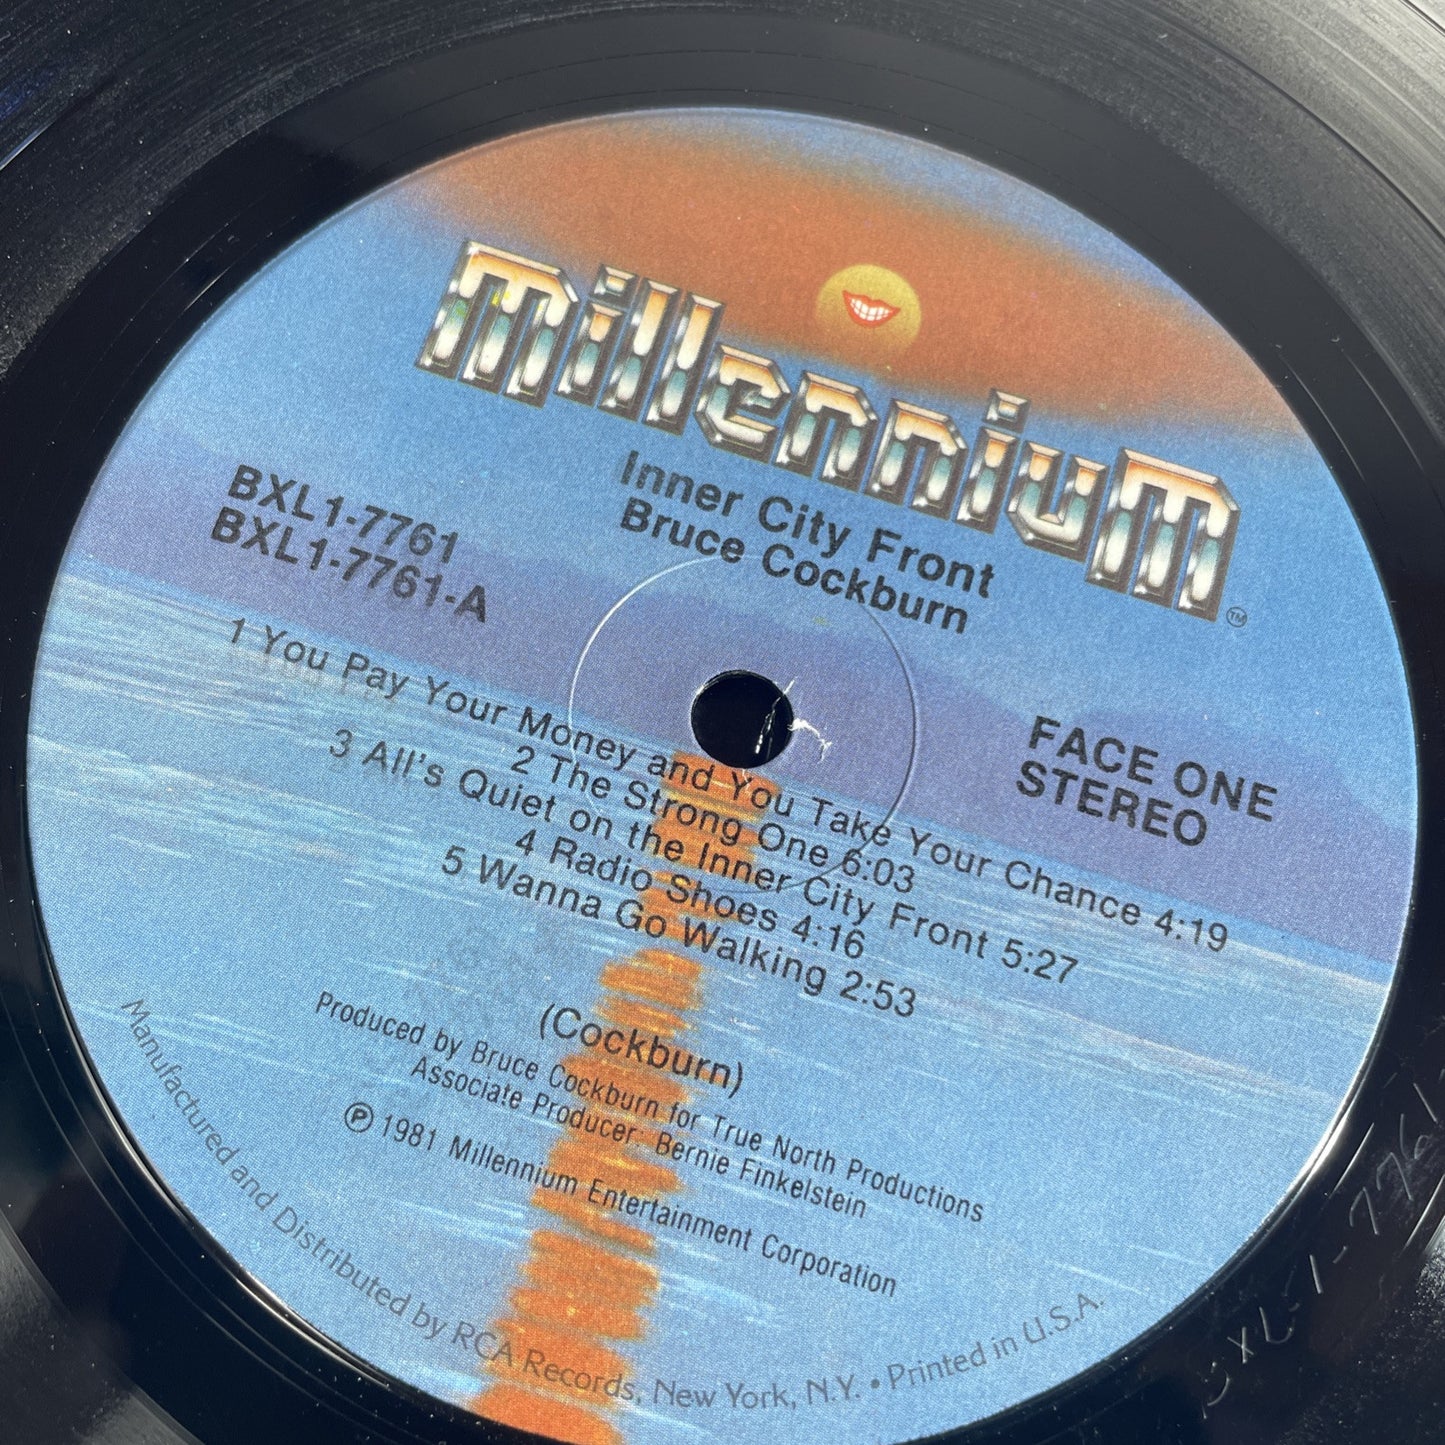 Millennium
TM
Inner City Front
Bruce Cockburn
BXL1-7761
BXL1-7761-A
FACE ONE
STEREO
1 You Pay Your Money and You Take Your Chance 4:19
2 The Strong One 6:03
3 All's Quiet on the Inner City Front 5:27
4 Radio Shoes 4:16
5 Wanna Go Walking 2:53
(Cockburn)
Produced by Bruce Cockburn for True North Productions
Associate Producer: Bernie Finkelstein
℗ 1981 Millennium Entertainment Corporation
Manufactured and Distributed by RCA Records, New York, N.Y. • Printed in U.S.A.
XL-1-7761